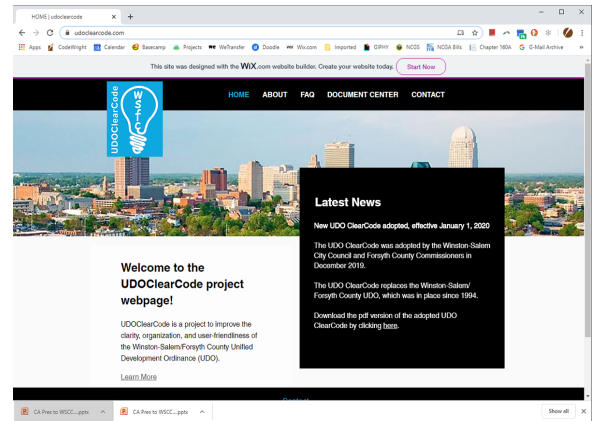 HOME | udoclearcode
udoclearcode.com
Apps CodeWright Calendar Basecamp Projects WeTransfer Doodle Wix.com Imported GIPHY NCGS NCGA Bills Chapter 160A G-Mail Archive »
This site was designed with the WiX.com website builder. Create your website today. Start Now
UDOClearCode
Wsfc
HOME ABOUT FAQ DOCUMENT CENTER CONTACT
Latest News
New UDO ClearCode adopted, effective January 1, 2020
The UDO ClearCode was adopted by the Winston-Salem
City Council and Forsyth County Commissioners in
December 2019.
The UDO ClearCode replaces the Winston-Salem/
Forsyth County UDO, which was in place since 1994.
Download the pdf version of the adopted UDO
ClearCode by clicking here.
Welcome to the
UDOClearCode project
webpage!
UDOClearCode is a project to improve the
clarity, organization, and user-friendliness of
the Winston-Salem/Forsyth County Unified
Development Ordinance (UDO).
Learn More
CA Pres to WSCC....pptx CA Pres to WSCC....pptx Show all